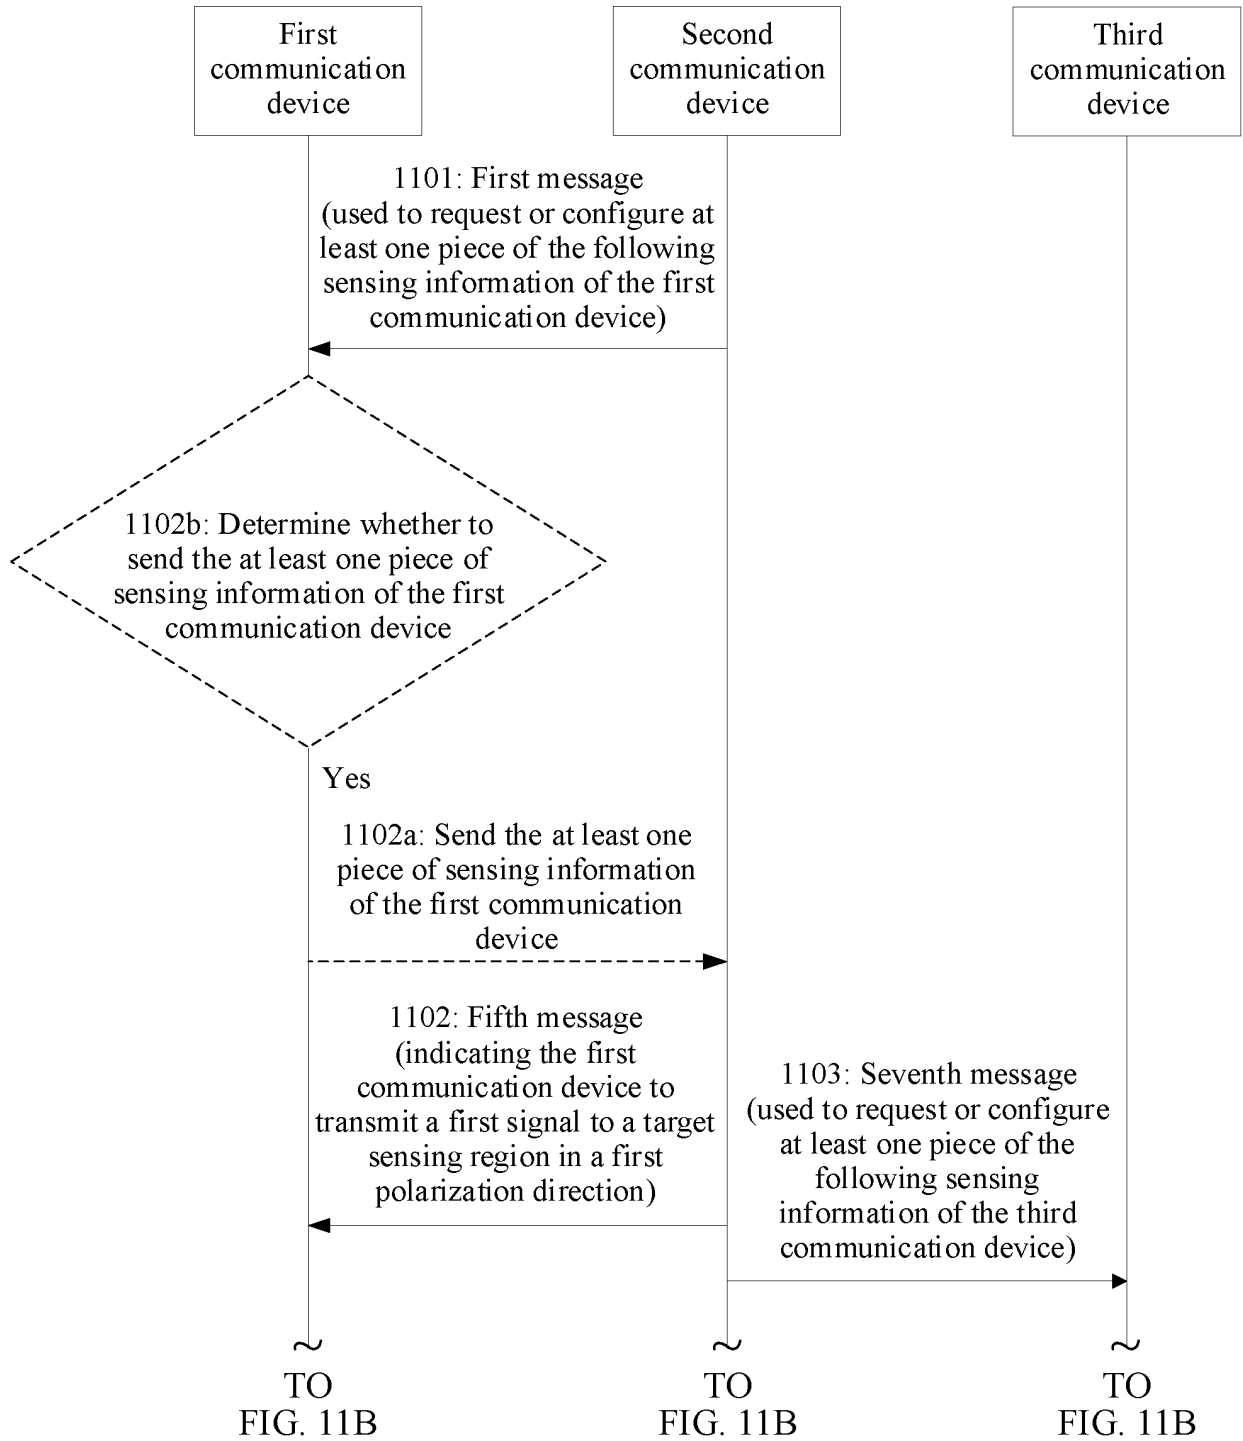 First
communication
device
Second
communication
device
Third
communication
device
1101: First message
(used to request or configure at
least one piece of the following
sensing information of the first
communication device)
1102b: Determine whether to
send the at least one piece of
sensing information of the first
communication device
Yes
1102a: Send the at least one
piece of sensing information
of the first communication
device
1102: Fifth message
(indicating the first
communication device to
transmit a first signal to a target
sensing region in a first
polarization direction)
1103: Seventh message
(used to request or configure
at least one piece of the
following sensing
information of the third
communication device)
TO
FIG. 11B
TO
FIG. 11B
TO
FIG. 11B